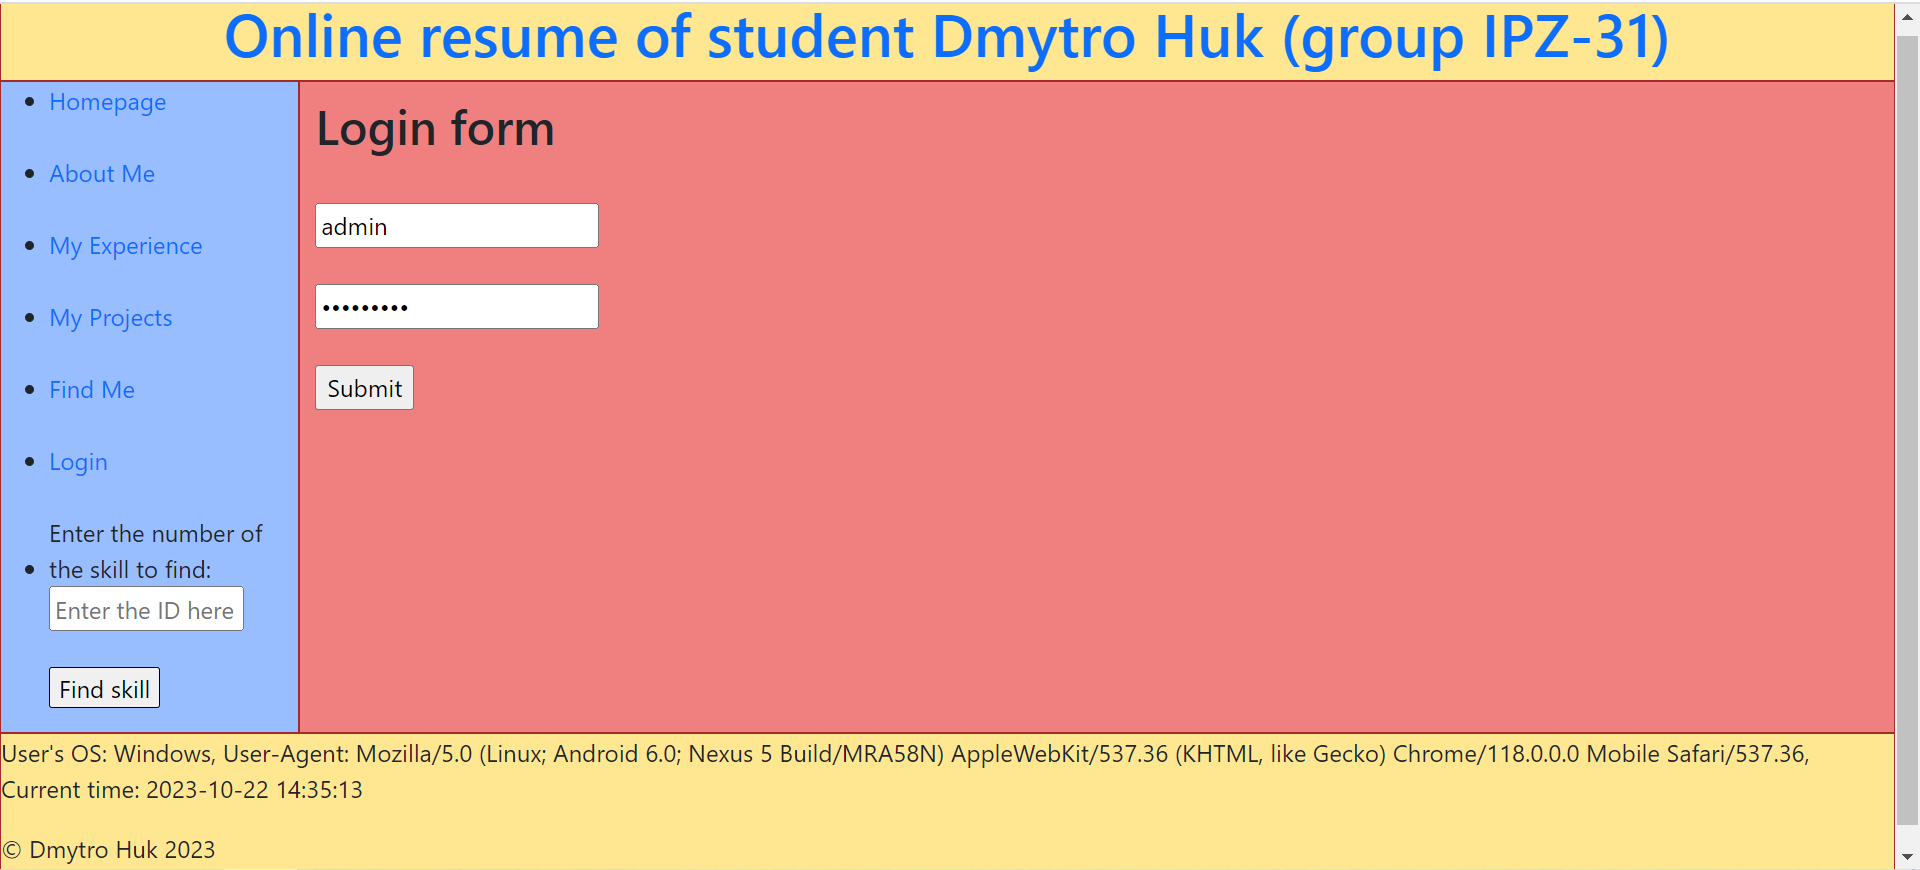 Online resume of student Dmytro Huk (group IPZ-31)
Homepage
About Me
My Experience
My Projects
Find Me
Login
Enter the number of
the skill to find:
Enter the ID here
Find skill
Login form
admin
•••••••••
Submit
User's OS: Windows, User-Agent: Mozilla/5.0 (Linux; Android 6.0; Nexus 5 Build/MRA58N) AppleWebKit/537.36 (KHTML, like Gecko) Chrome/118.0.0.0 Mobile Safari/537.36,
Current time: 2023-10-22 14:35:13
© Dmytro Huk 2023